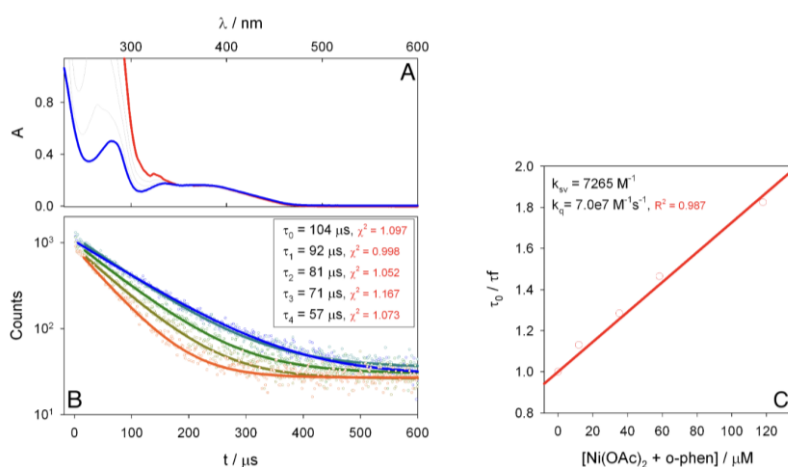 λ / nm
300 400 500 600
A
0.8
0.4
0.0
A
τ₀ = 104 μs, χ² = 1.097
τ₁ = 92 μs, χ² = 0.998
τ₂ = 81 μs, χ² = 1.052
τ₃ = 71 μs, χ² = 1.167
τ₄ = 57 μs, χ² = 1.073
10³
10²
10¹
Counts
B
0 100 200 300 400 500 600
t / μs
2.0
1.8
1.6
1.4
1.2
1.0
0.8
τ₀ / τf
kₛᵥ = 7265 M⁻¹
k_q = 7.0e7 M⁻¹s⁻¹, R² = 0.987
C
0 20 40 60 80 100 120
[Ni(OAc)₂ + o-phen] / μM